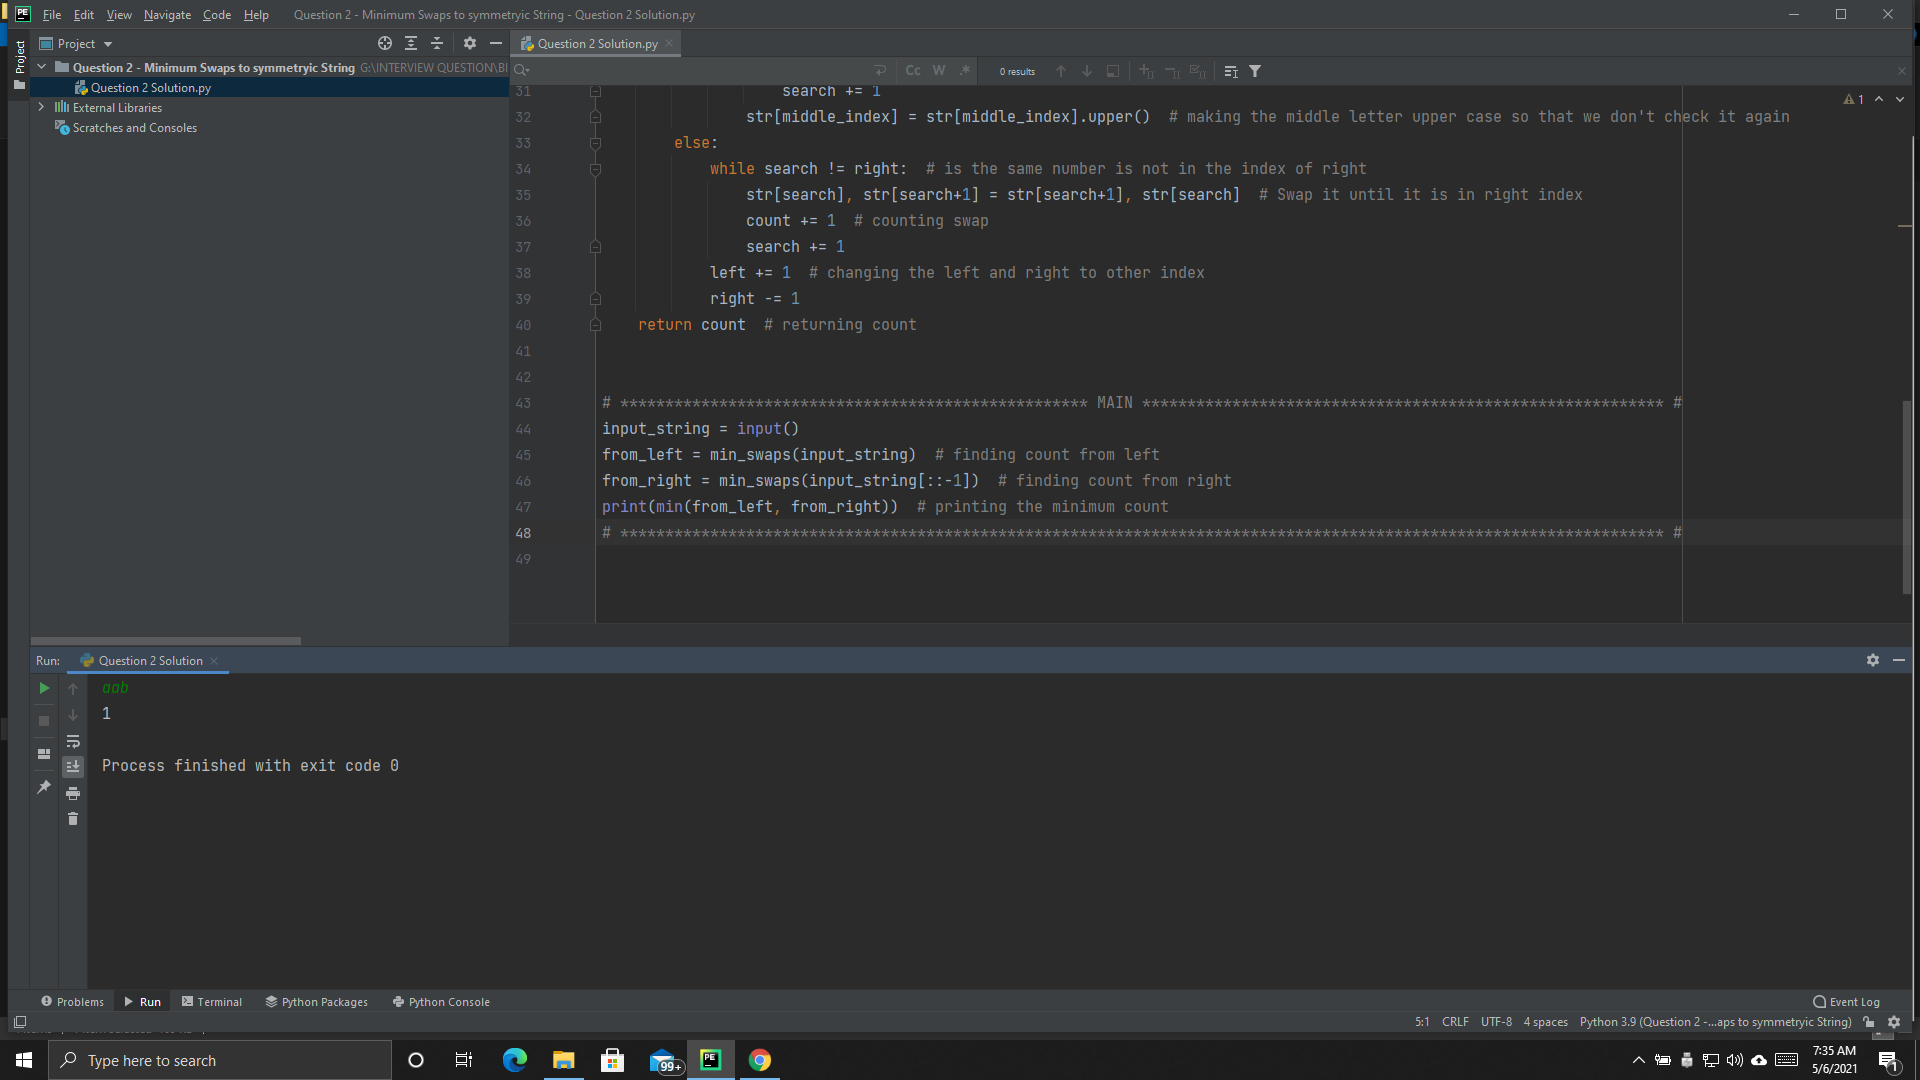 PE File Edit View Navigate Code Help Question 2 - Minimum Swaps to symmetryic String - Question 2 Solution.py
Project
Project
Question 2 Solution.py
Question 2 - Minimum Swaps to symmetryic String G:\INTERVIEW QUESTION\BI
Question 2 Solution.py
External Libraries
Scratches and Consoles
Cc W .* 0 results
1
31 search += 1
32 str[middle_index] = str[middle_index].upper() # making the middle letter upper case so that we don't check it again
33 else:
34 while search != right: # is the same number is not in the index of right
35 str[search], str[search+1] = str[search+1], str[search] # Swap it until it is in right index
36 count += 1 # counting swap
37 search += 1
38 left += 1 # changing the left and right to other index
39 right -= 1
40 return count # returning count
41
42
43 # **************************************************** MAIN ********************************************************** #
44 input_string = input()
45 from_left = min_swaps(input_string) # finding count from left
46 from_right = min_swaps(input_string[::-1]) # finding count from right
47 print(min(from_left, from_right)) # printing the minimum count
48 # ******************************************************************************************************************** #
49
Run: Question 2 Solution
aab
1
Process finished with exit code 0
Problems Run Terminal Python Packages Python Console Event Log
5:1 CRLF UTF-8 4 spaces Python 3.9 (Question 2 -...aps to symmetryic String)
Type here to search
99+
PE
7:35 AM
5/6/2021
1